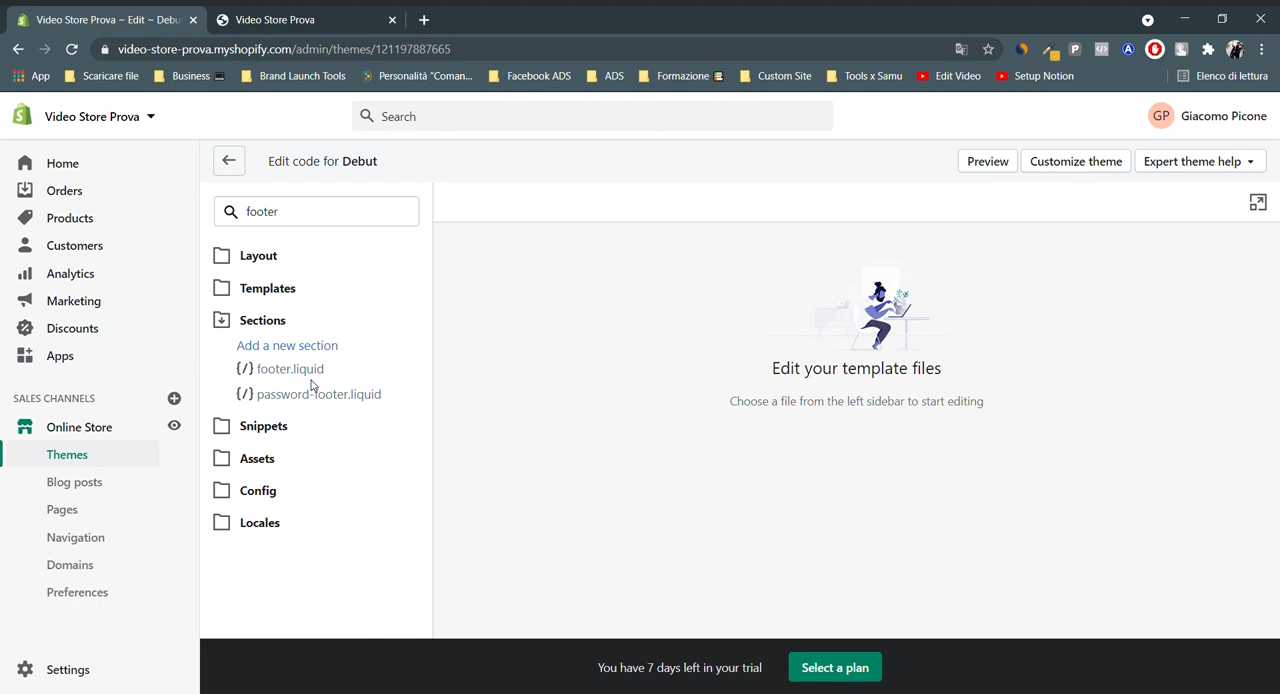 Video Store Prova ~ Edit ~ Debu
Video Store Prova
video-store-prova.myshopify.com/admin/themes/121197887665
App
Scaricare file
Business
Brand Launch Tools
Personalità "Coman...
Facebook ADS
ADS
Formazione
Custom Site
Tools x Samu
Edit Video
Setup Notion
Elenco di lettura
Video Store Prova
Search
GP
Giacomo Picone
Home
Orders
Products
Customers
Analytics
Marketing
Discounts
Apps
SALES CHANNELS
Online Store
Themes
Blog posts
Pages
Navigation
Domains
Preferences
Settings
Edit code for Debut
Preview
Customize theme
Expert theme help
footer
Layout
Templates
Sections
Add a new section
{/} footer.liquid
{/} password-footer.liquid
Snippets
Assets
Config
Locales
Edit your template files
Choose a file from the left sidebar to start editing
You have 7 days left in your trial
Select a plan